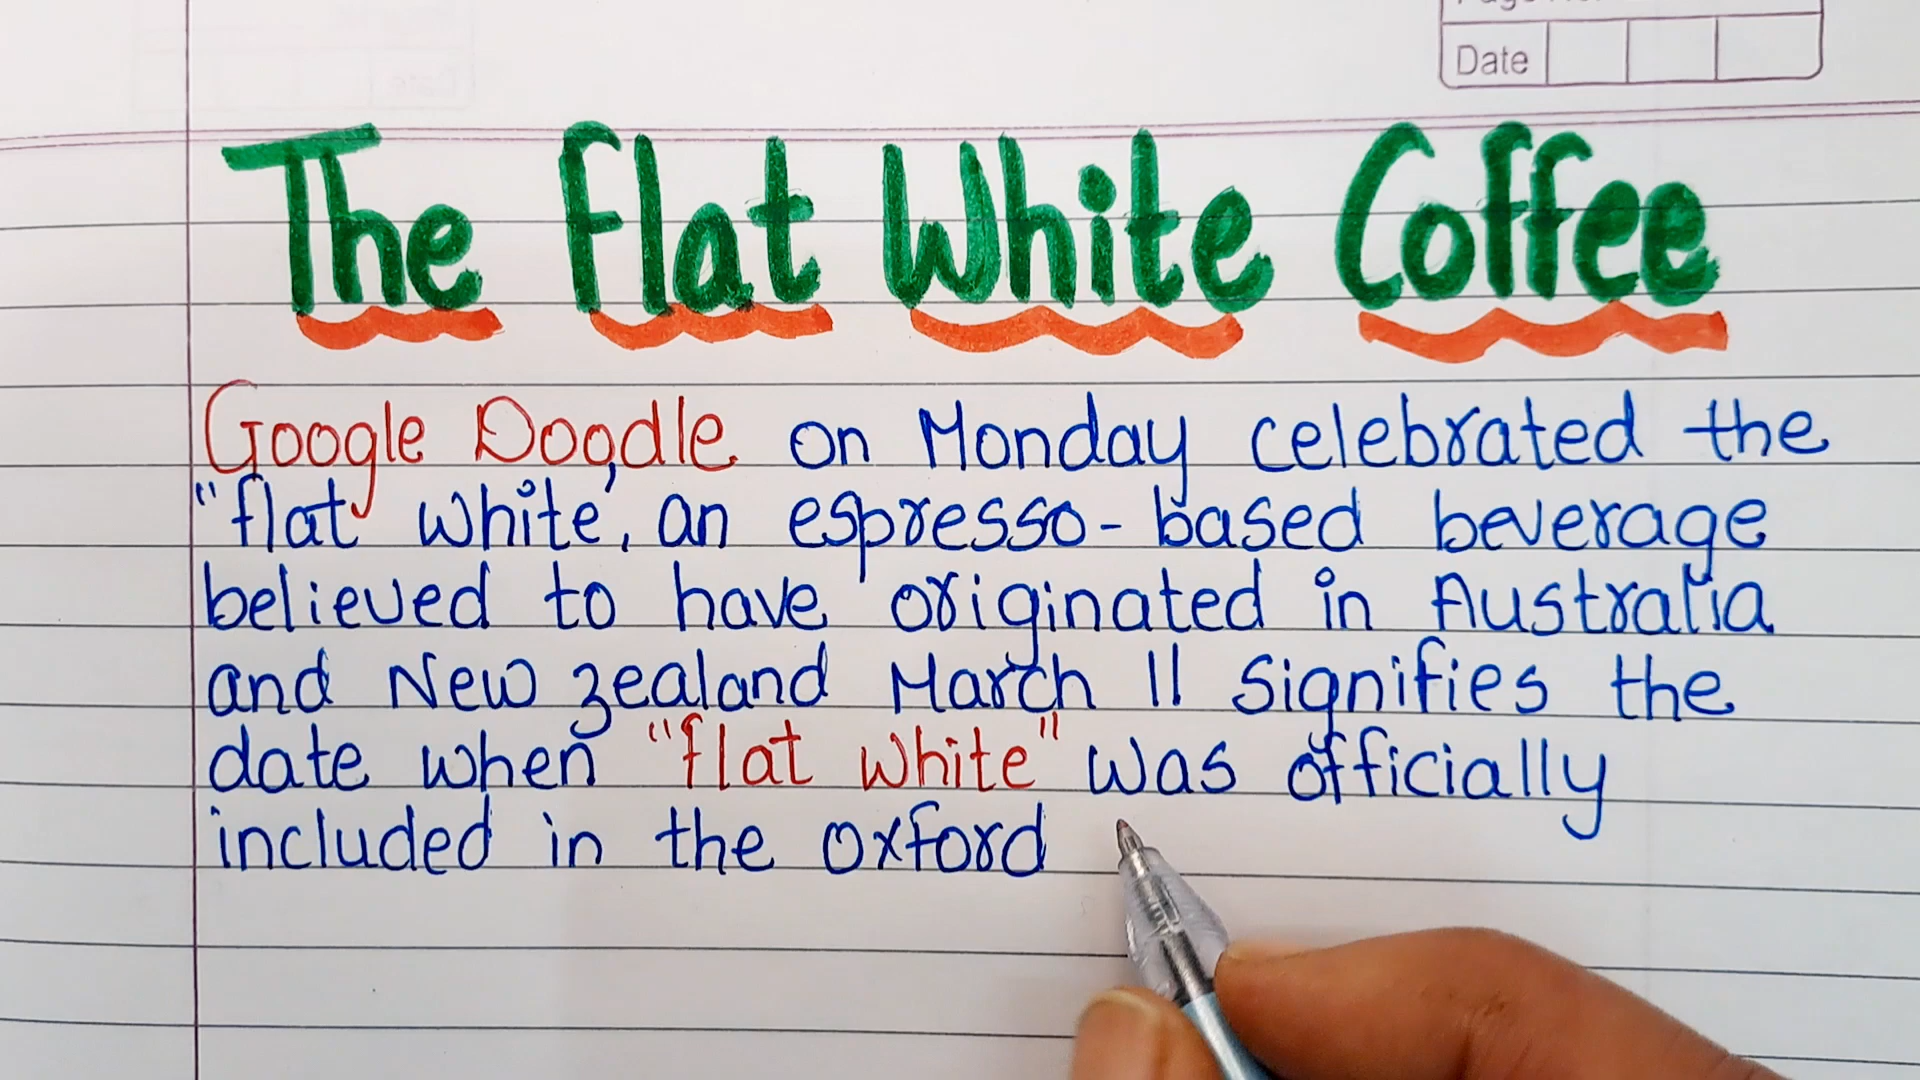 Date
The Flat White Coffee
Google Doodle on Monday celebrated the
"flat white', an espresso-based beverage
believed to have originated in Australia
and New zealand March 11 signifies the
date when "flat white" was officially
included in the oxford